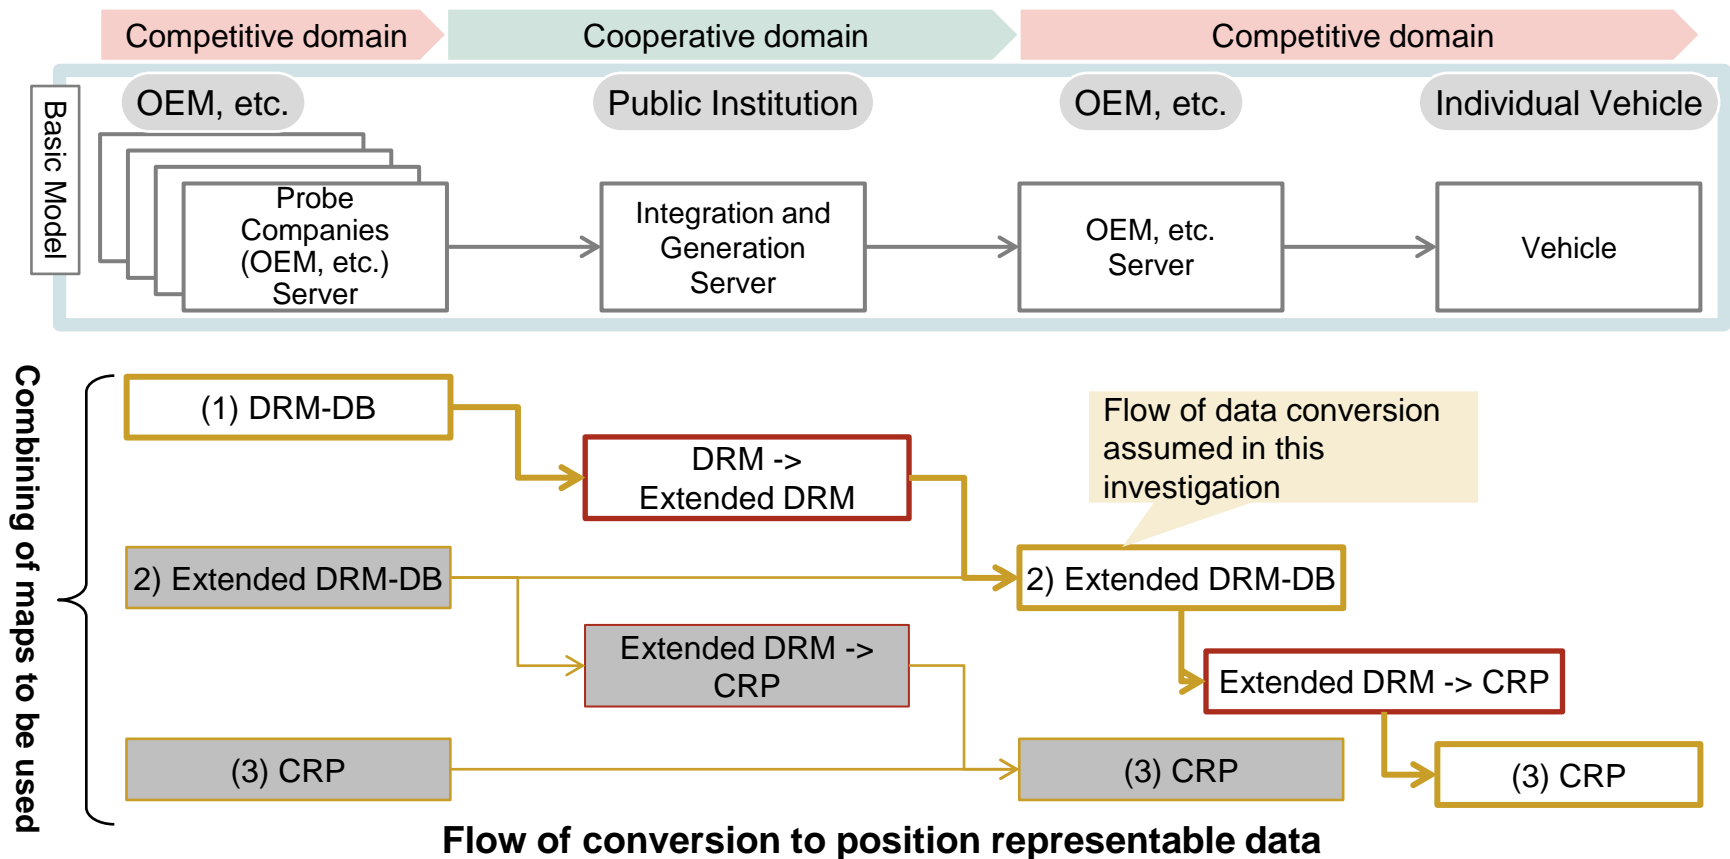 Competitive domain
Cooperative domain
Competitive domain
Basic Model
OEM, etc.
Public Institution
OEM, etc.
Individual Vehicle
Probe
Companies
(OEM, etc.)
Server
Integration and
Generation
Server
OEM, etc.
Server
Vehicle
Combining of maps to be used
(1) DRM-DB
DRM ->
Extended DRM
Flow of data conversion
assumed in this
investigation
2) Extended DRM-DB
2) Extended DRM-DB
Extended DRM ->
CRP
Extended DRM -> CRP
(3) CRP
(3) CRP
(3) CRP
Flow of conversion to position representable data